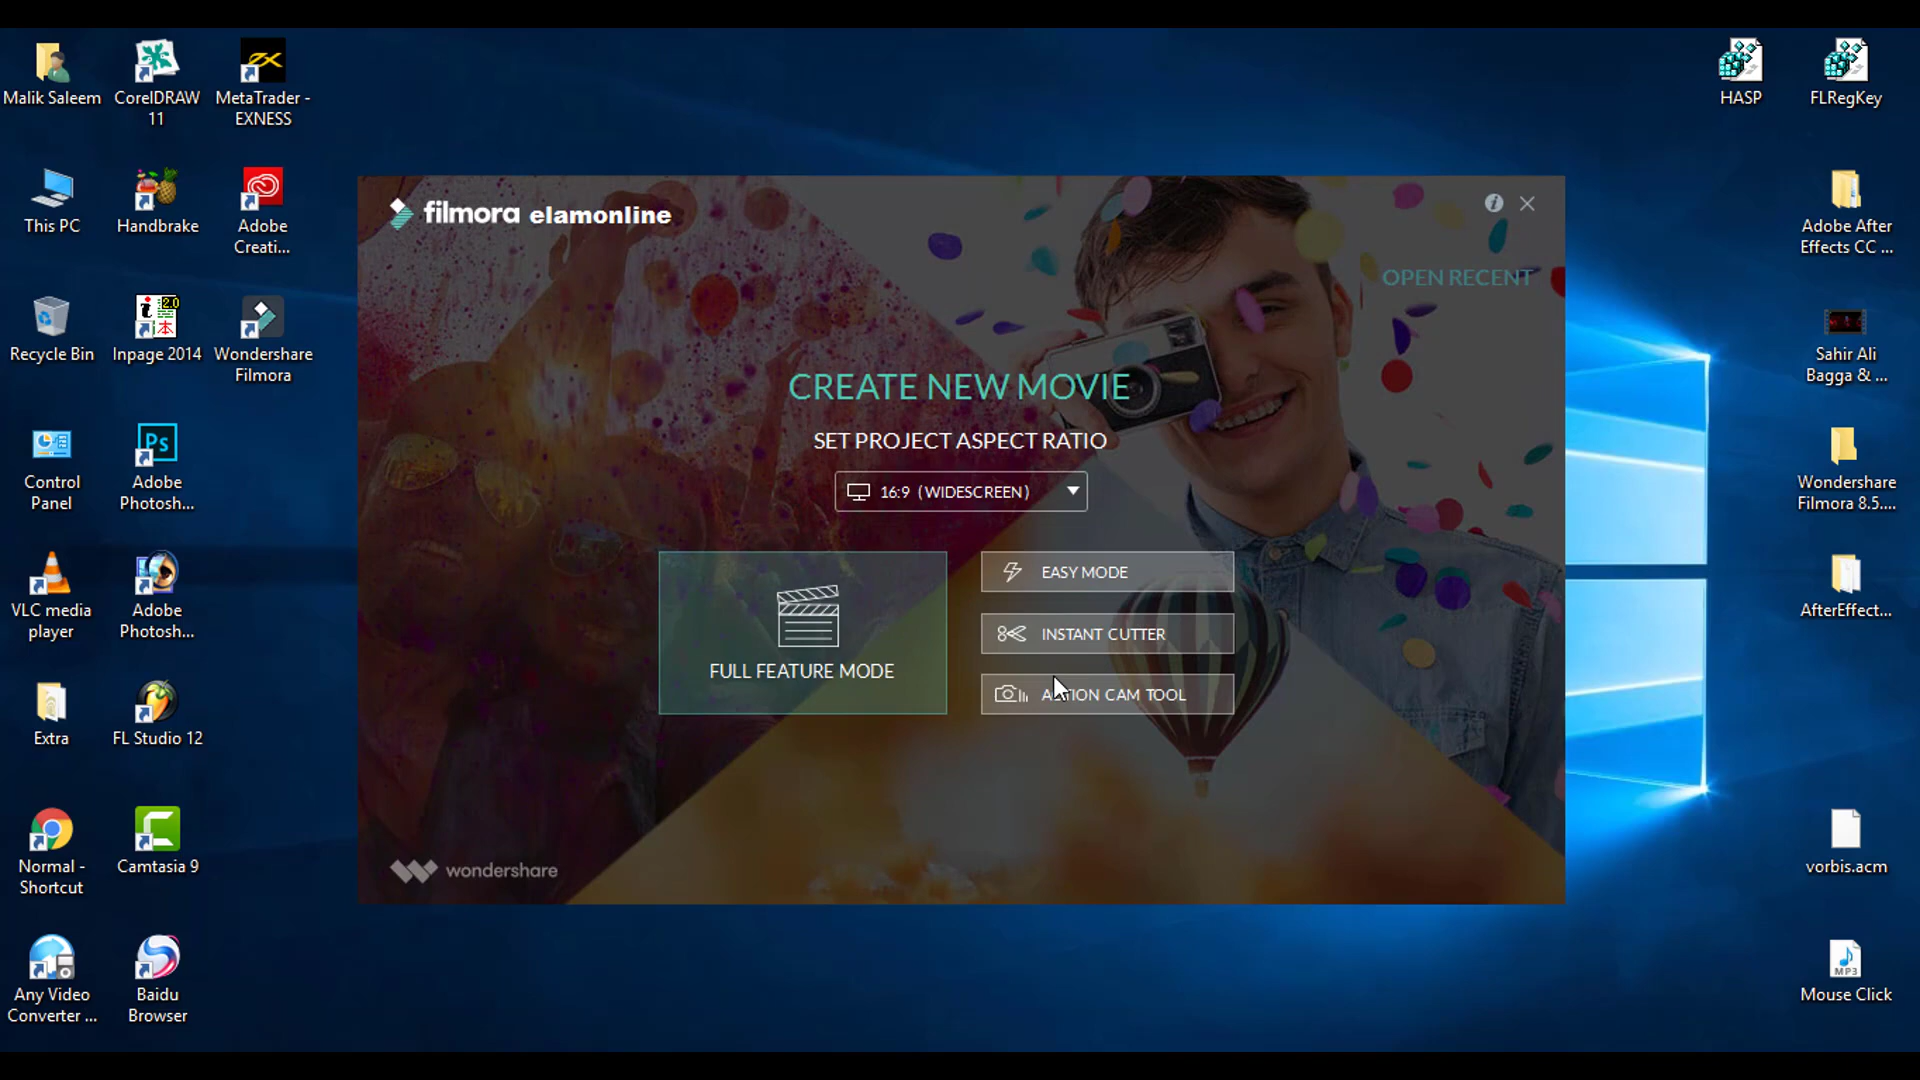 Malik Saleem
CorelDRAW
11
MetaTrader -
EXNESS
This PC
Handbrake
Adobe
Creati...
Recycle Bin
Inpage 2014
Wondershare
Filmora
Control
Panel
Ps
Adobe
Photosh...
VLC media
player
Adobe
Photosh...
Extra
FL Studio 12
Normal -
Shortcut
Camtasia 9
Any Video
Converter ...
Baidu
Browser
filmora elamonline
OPEN RECENT
CREATE NEW MOVIE
SET PROJECT ASPECT RATIO
16:9 (WIDESCREEN)
FULL FEATURE MODE
EASY MODE
INSTANT CUTTER
ACTION CAM TOOL
wondershare
HASP
FLRegKey
Adobe After
Effects CC ...
Sahir Ali
Bagga & ...
Wondershare
Filmora 8.5....
AfterEffect...
vorbis.acm
MP3
Mouse Click